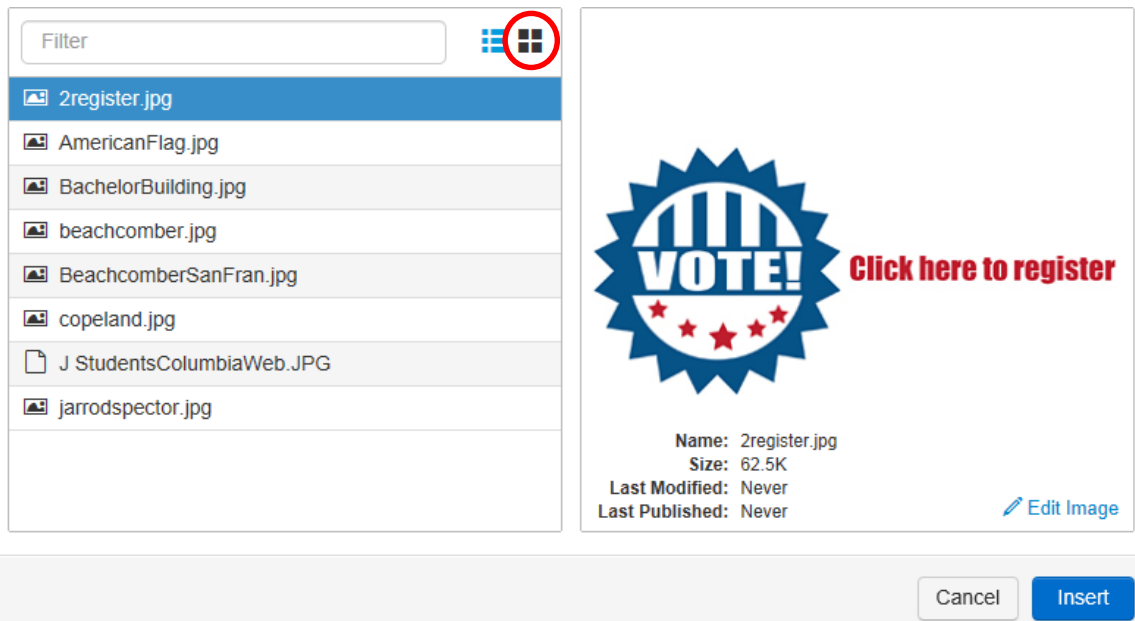 Filter
2register.jpg
AmericanFlag.jpg
BachelorBuilding.jpg
beachcomber.jpg
BeachcomberSanFran.jpg
copeland.jpg
J StudentsColumbiaWeb.JPG
jarrodspector.jpg
VOTE!
Click here to register
Name: 2register.jpg
Size: 62.5K
Last Modified: Never
Last Published: Never
Edit Image
Cancel
Insert